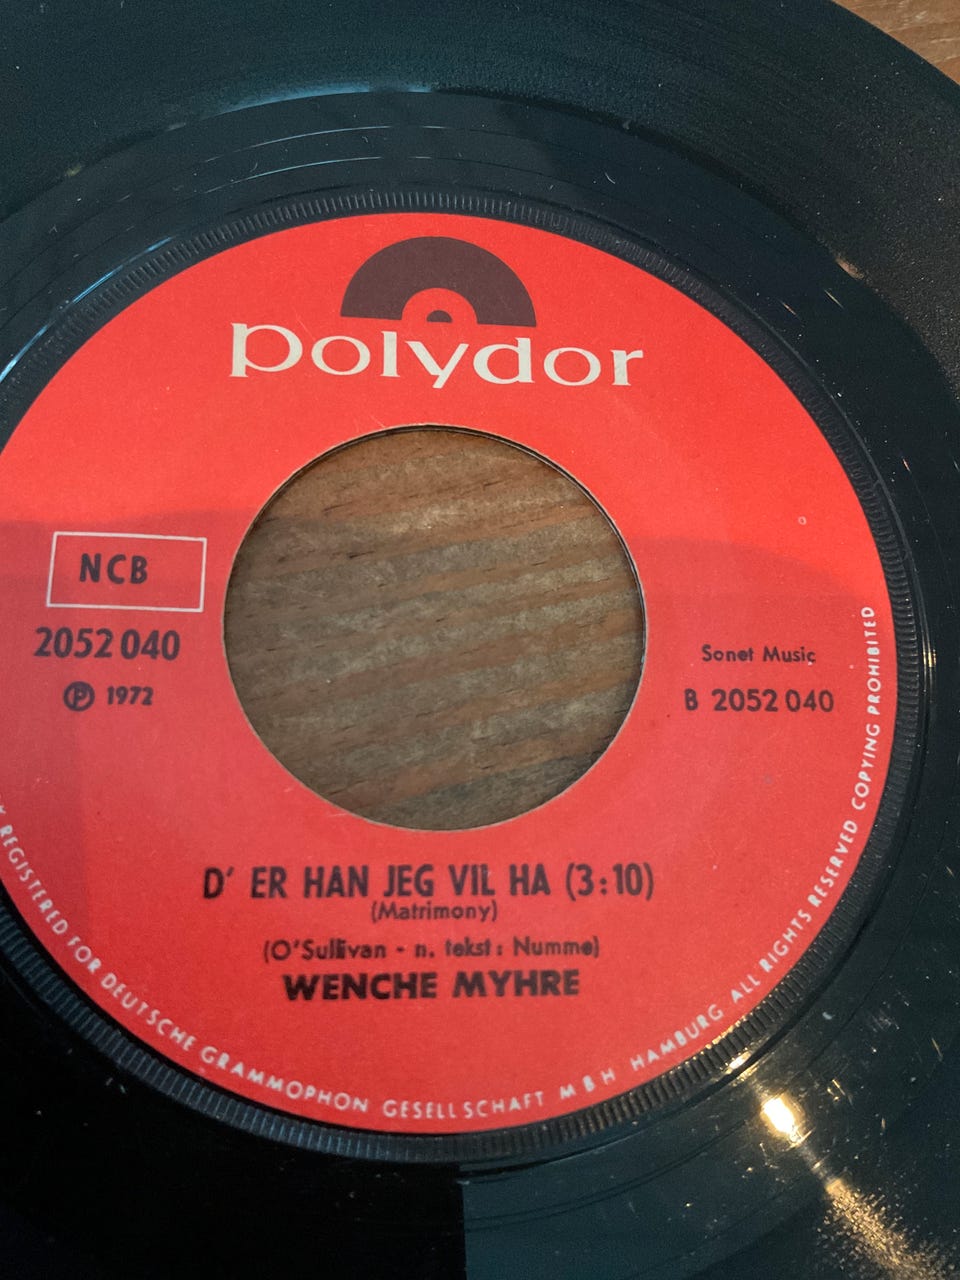 polydor
NCB
2052 040
Ⓟ 1972
Sonet Music
B 2052 040
D' ER HAN JEG VIL HA (3:10)
(Matrimony)
(O'Sullivan - n. tekst: Numme)
WENCHE MYHRE
REGISTERED FOR DEUTSCHE GRAMMOPHON GESELLSCHAFT MBH HAMBURG ALL RIGHTS RESERVED COPYING PROHIBITED